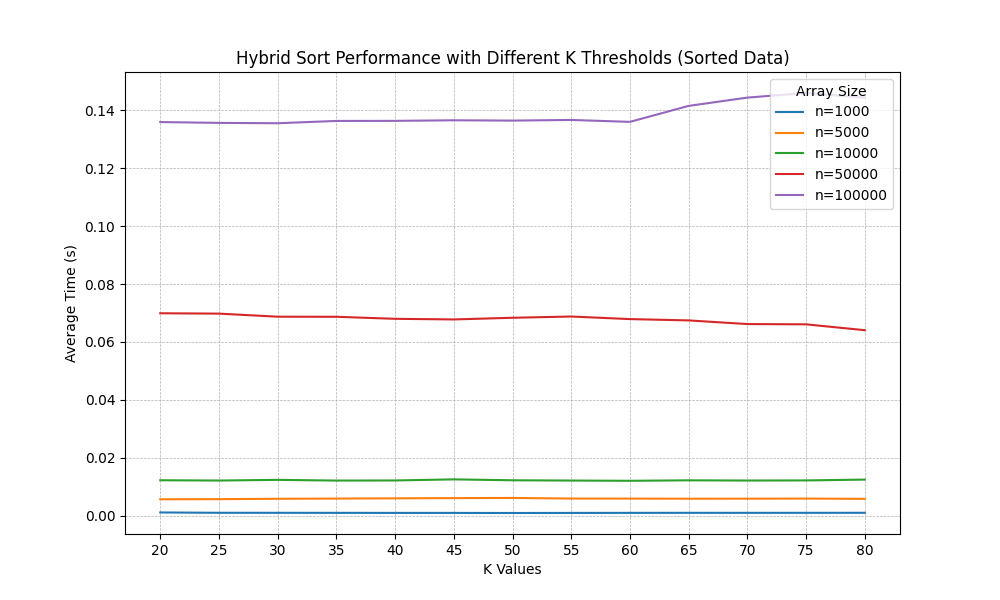 Hybrid Sort Performance with Different K Thresholds (Sorted Data)
Array Size
n=1000
n=5000
n=10000
n=50000
n=100000
Average Time (s)
0.14
0.12
0.10
0.08
0.06
0.04
0.02
0.00
20 25 30 35 40 45 50 55 60 65 70 75 80
K Values